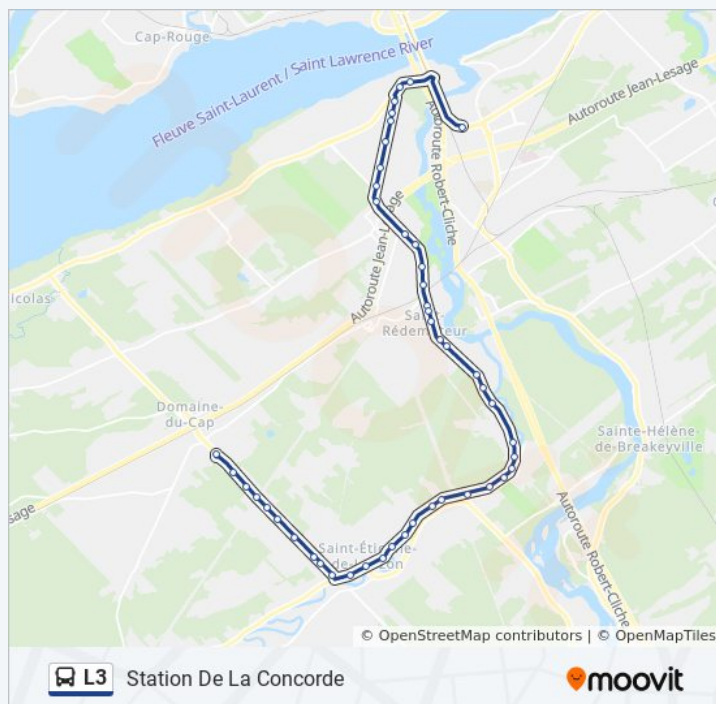 Cap-Rouge
Fleuve Saint-Laurent / Saint Lawrence River
Autoroute Jean-Lesage
Autoroute Robert-Cliche
Autoroute Jean-Lesage
icolas
Saint-
Rédempteur
Domaine-
du-Cap
Sainte-Hélène
de Breakeyville
sage
Saint-Étienne-
de-Lauzon
Autoroute Robert-Cliche
© OpenStreetMap contributors | © OpenMapTiles
L3 Station De La Concorde
moovit